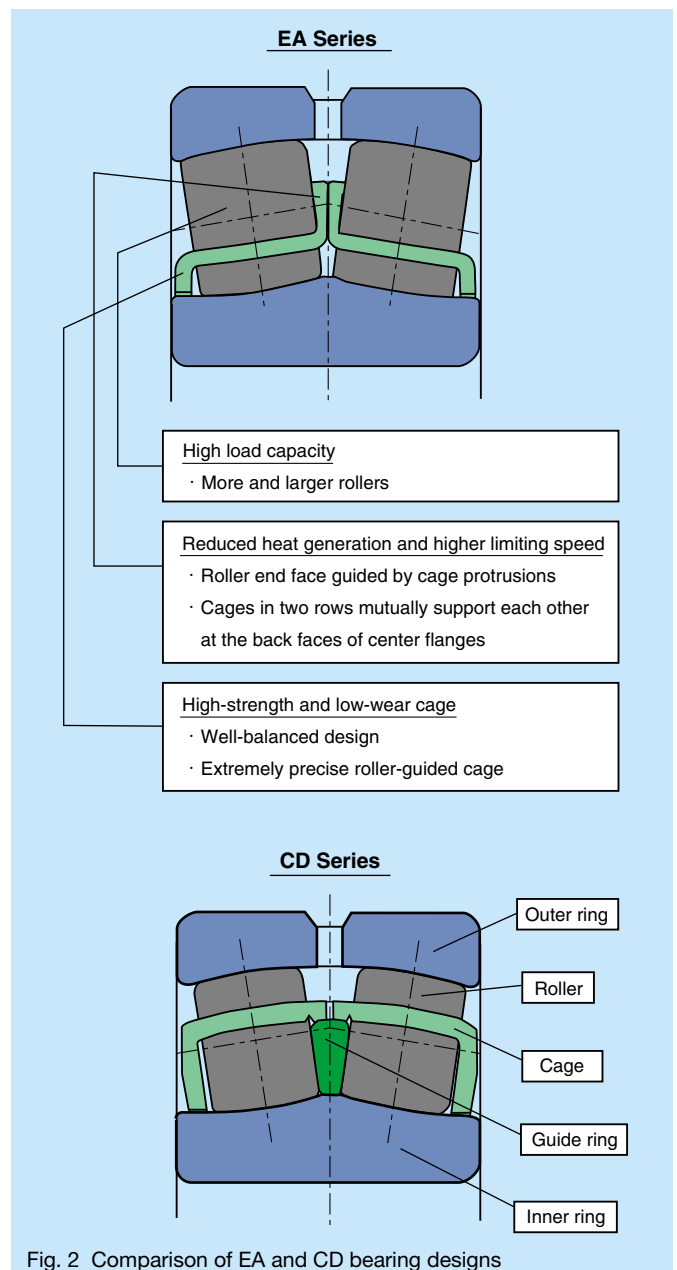 EA Series
High load capacity
· More and larger rollers
Reduced heat generation and higher limiting speed
· Roller end face guided by cage protrusions
· Cages in two rows mutually support each other
at the back faces of center flanges
High-strength and low-wear cage
· Well-balanced design
· Extremely precise roller-guided cage
CD Series
Outer ring
Roller
Cage
Guide ring
Inner ring
Fig. 2 Comparison of EA and CD bearing designs